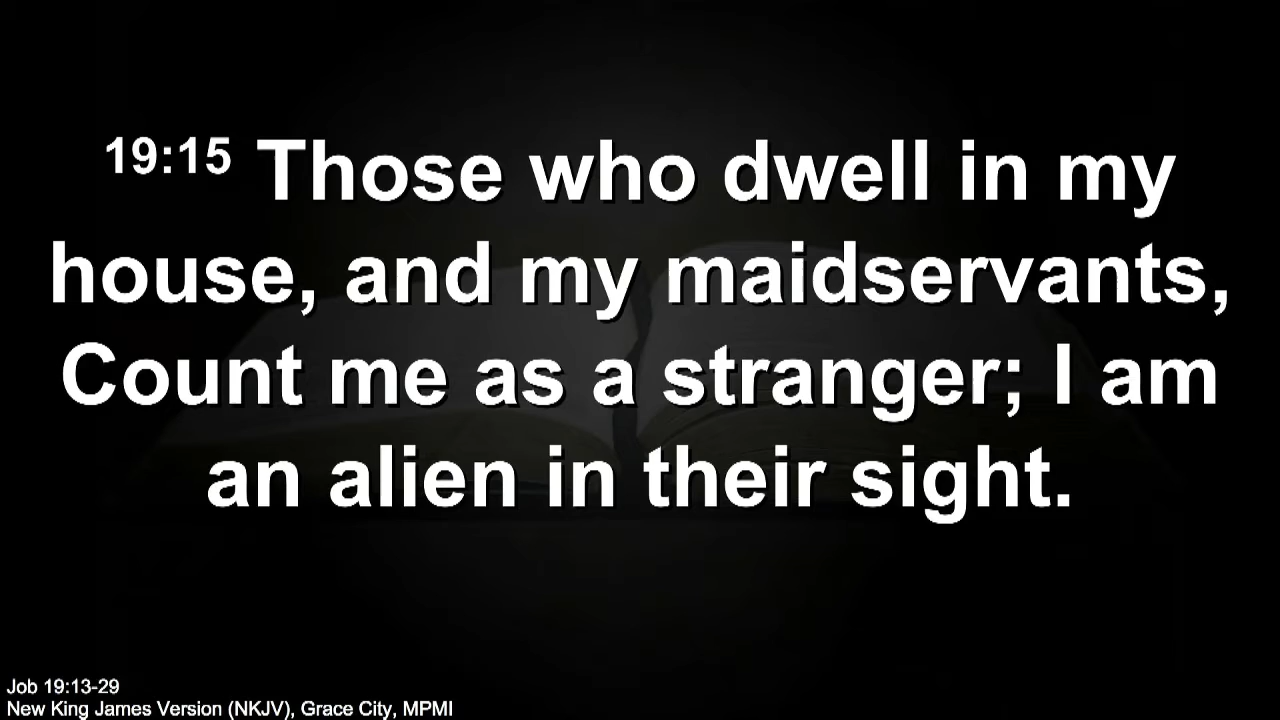 19:15 Those who dwell in my
house, and my maidservants,
Count me as a stranger; I am
an alien in their sight.
Job 19:13-29
New King James Version (NKJV), Grace City, MPMI